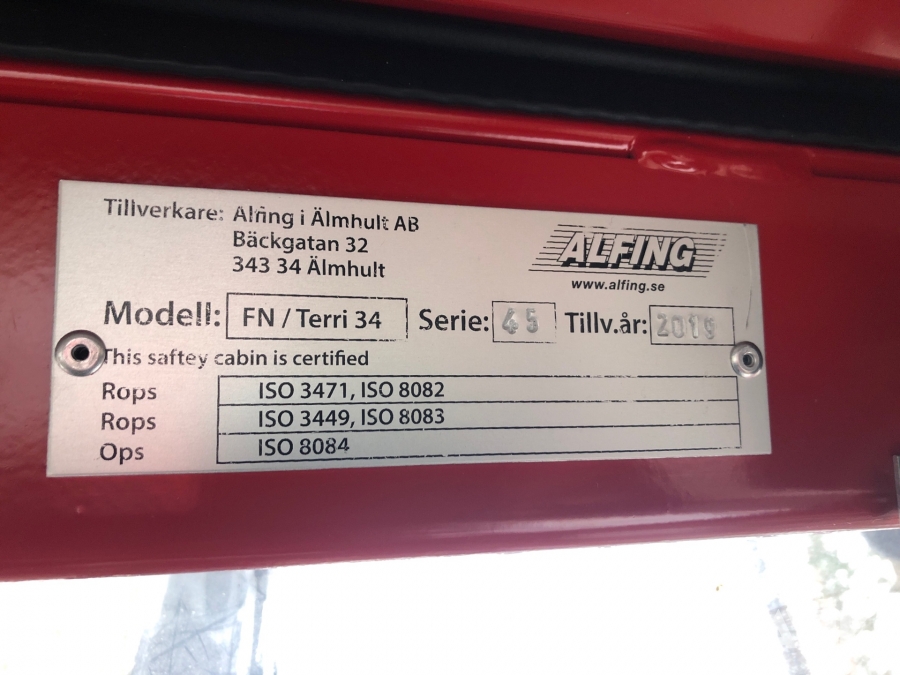 Tillverkare: Alfing i Älmhult AB
Bäckgatan 32
343 34 Älmhult
ALFING
www.alfing.se
Modell: FN / Terri 34 Serie: 45 Tillv.år: 2019
This saftey cabin is certified
Rops ISO 3471, ISO 8082
Rops ISO 3449, ISO 8083
Ops ISO 8084